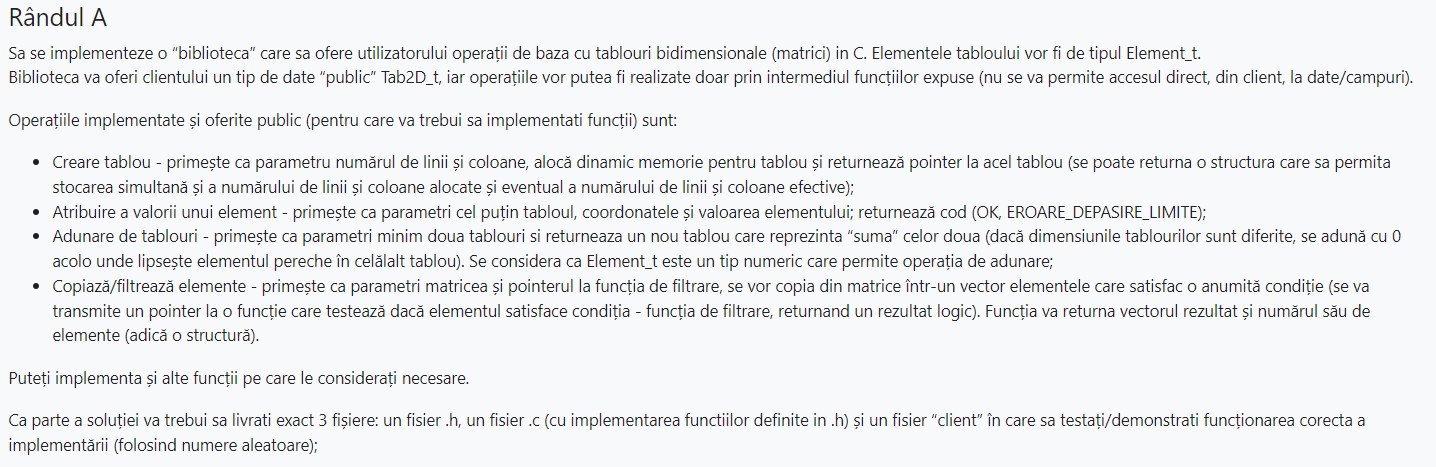 Rândul A
Sa se implementeze o “biblioteca” care sa ofere utilizatorului operații de baza cu tablouri bidimensionale (matrici) in C. Elementele tabloului vor fi de tipul Element_t.
Biblioteca va oferi clientului un tip de date “public” Tab2D_t, iar operațiile vor putea fi realizate doar prin intermediul funcțiilor expuse (nu se va permite accesul direct, din client, la date/campuri).
Operațiile implementate și oferite public (pentru care va trebui sa implementati funcții) sunt:
• Creare tablou - primește ca parametru numărul de linii și coloane, alocă dinamic memorie pentru tablou și returnează pointer la acel tablou (se poate returna o structura care sa permita
stocarea simultană și a numărului de linii și coloane alocate și eventual a numărului de linii și coloane efective);
• Atribuire a valorii unui element - primește ca parametri cel puțin tabloul, coordonatele și valoarea elementului; returnează cod (OK, EROARE_DEPASIRE_LIMITE);
• Adunare de tablouri - primește ca parametri minim doua tablouri si returneaza un nou tablou care reprezinta “suma” celor doua (dacă dimensiunile tablourilor sunt diferite, se adună cu 0
acolo unde lipsește elementul pereche în celălalt tablou). Se considera ca Element_t este un tip numeric care permite operația de adunare;
• Copiază/filtrează elemente - primește ca parametri matricea și pointerul la funcția de filtrare, se vor copia din matrice într-un vector elementele care satisfac o anumită condiție (se va
transmite un pointer la o funcție care testează dacă elementul satisface condiția - funcția de filtrare, returnand un rezultat logic). Funcția va returna vectorul rezultat și numărul său de
elemente (adică o structură).
Puteți implementa și alte funcții pe care le considerați necesare.
Ca parte a soluției va trebui sa livrati exact 3 fișiere: un fisier .h, un fisier .c (cu implementarea functiilor definite in .h) și un fisier “client” în care sa testați/demonstrati funcționarea corecta a
implementării (folosind numere aleatoare);